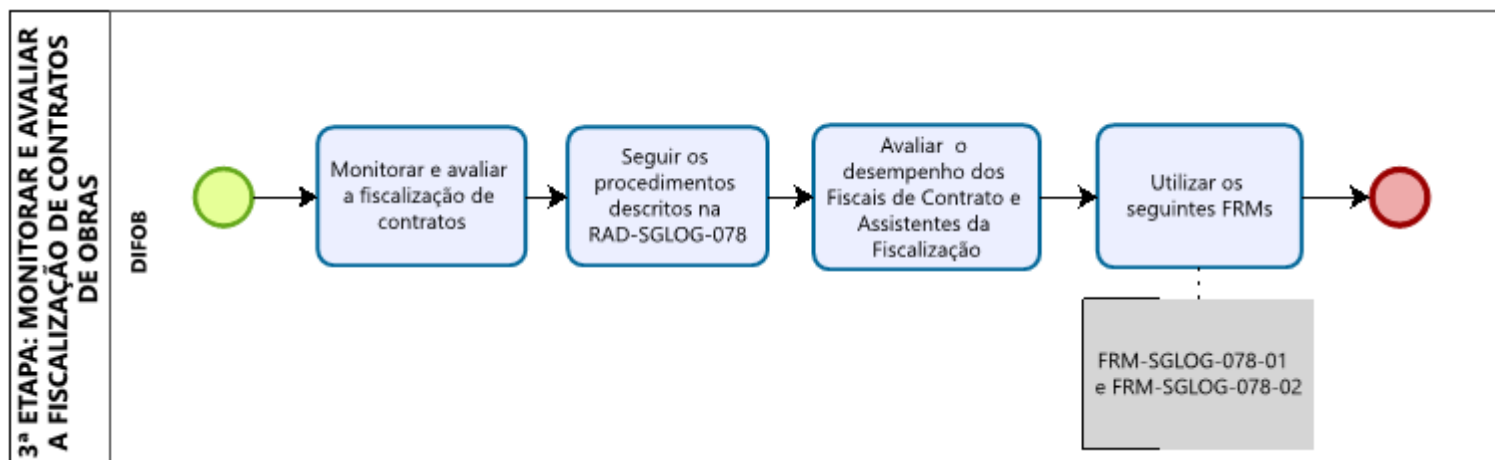 3ª ETAPA: MONITORAR E AVALIAR
A FISCALIZAÇÃO DE CONTRATOS
DE OBRAS
DIFOB
Monitorar e avaliar
a fiscalização de
contratos
Seguir os
procedimentos
descritos na
RAD-SGLOG-078
Avaliar o
desempenho dos
Fiscais de Contrato e
Assistentes da
Fiscalização
Utilizar os
seguintes FRMs
FRM-SGLOG-078-01
e FRM-SGLOG-078-02